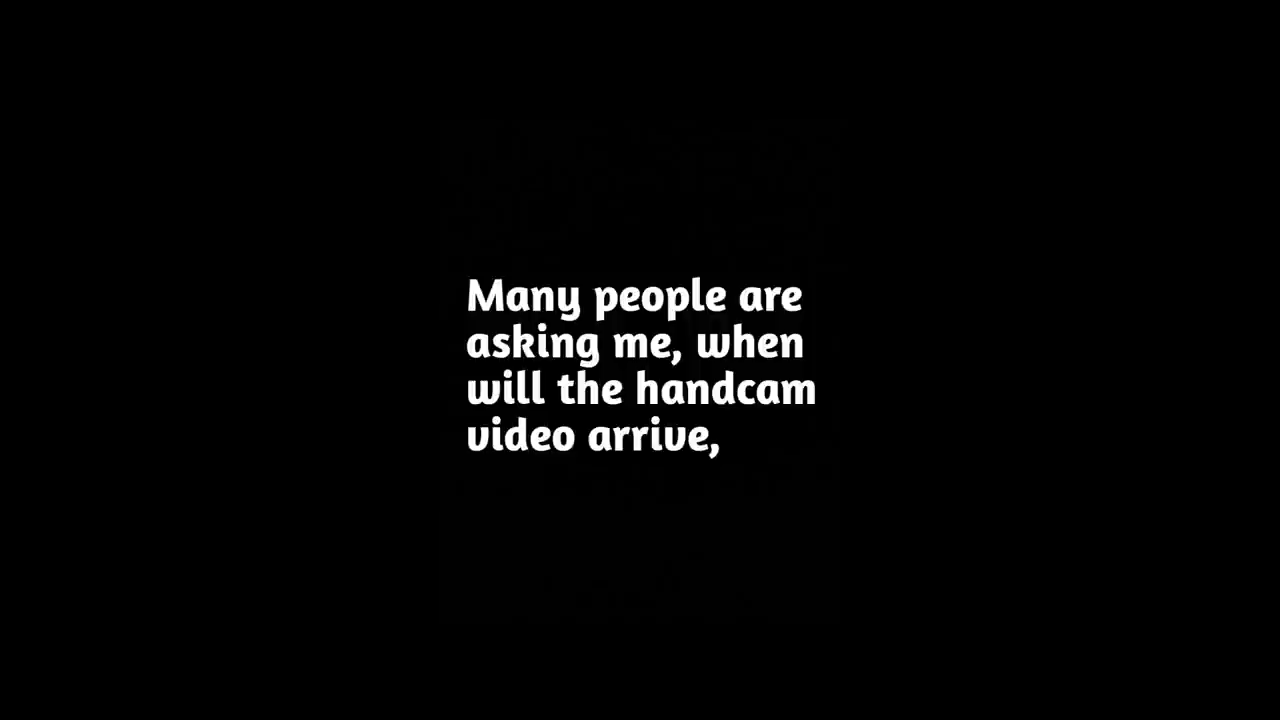 Many people are
asking me, when
will the handcam
video arrive,